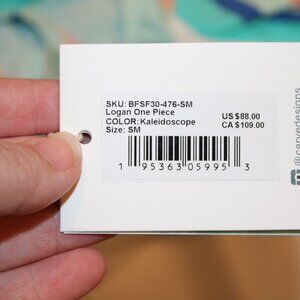 SKU: BFSF30-476-SM
Logan One Piece
COLOR:Kaleidoscope
Size: SM
US $88.00
CA $109.00
1 95363 05995 3
@carvedesigns